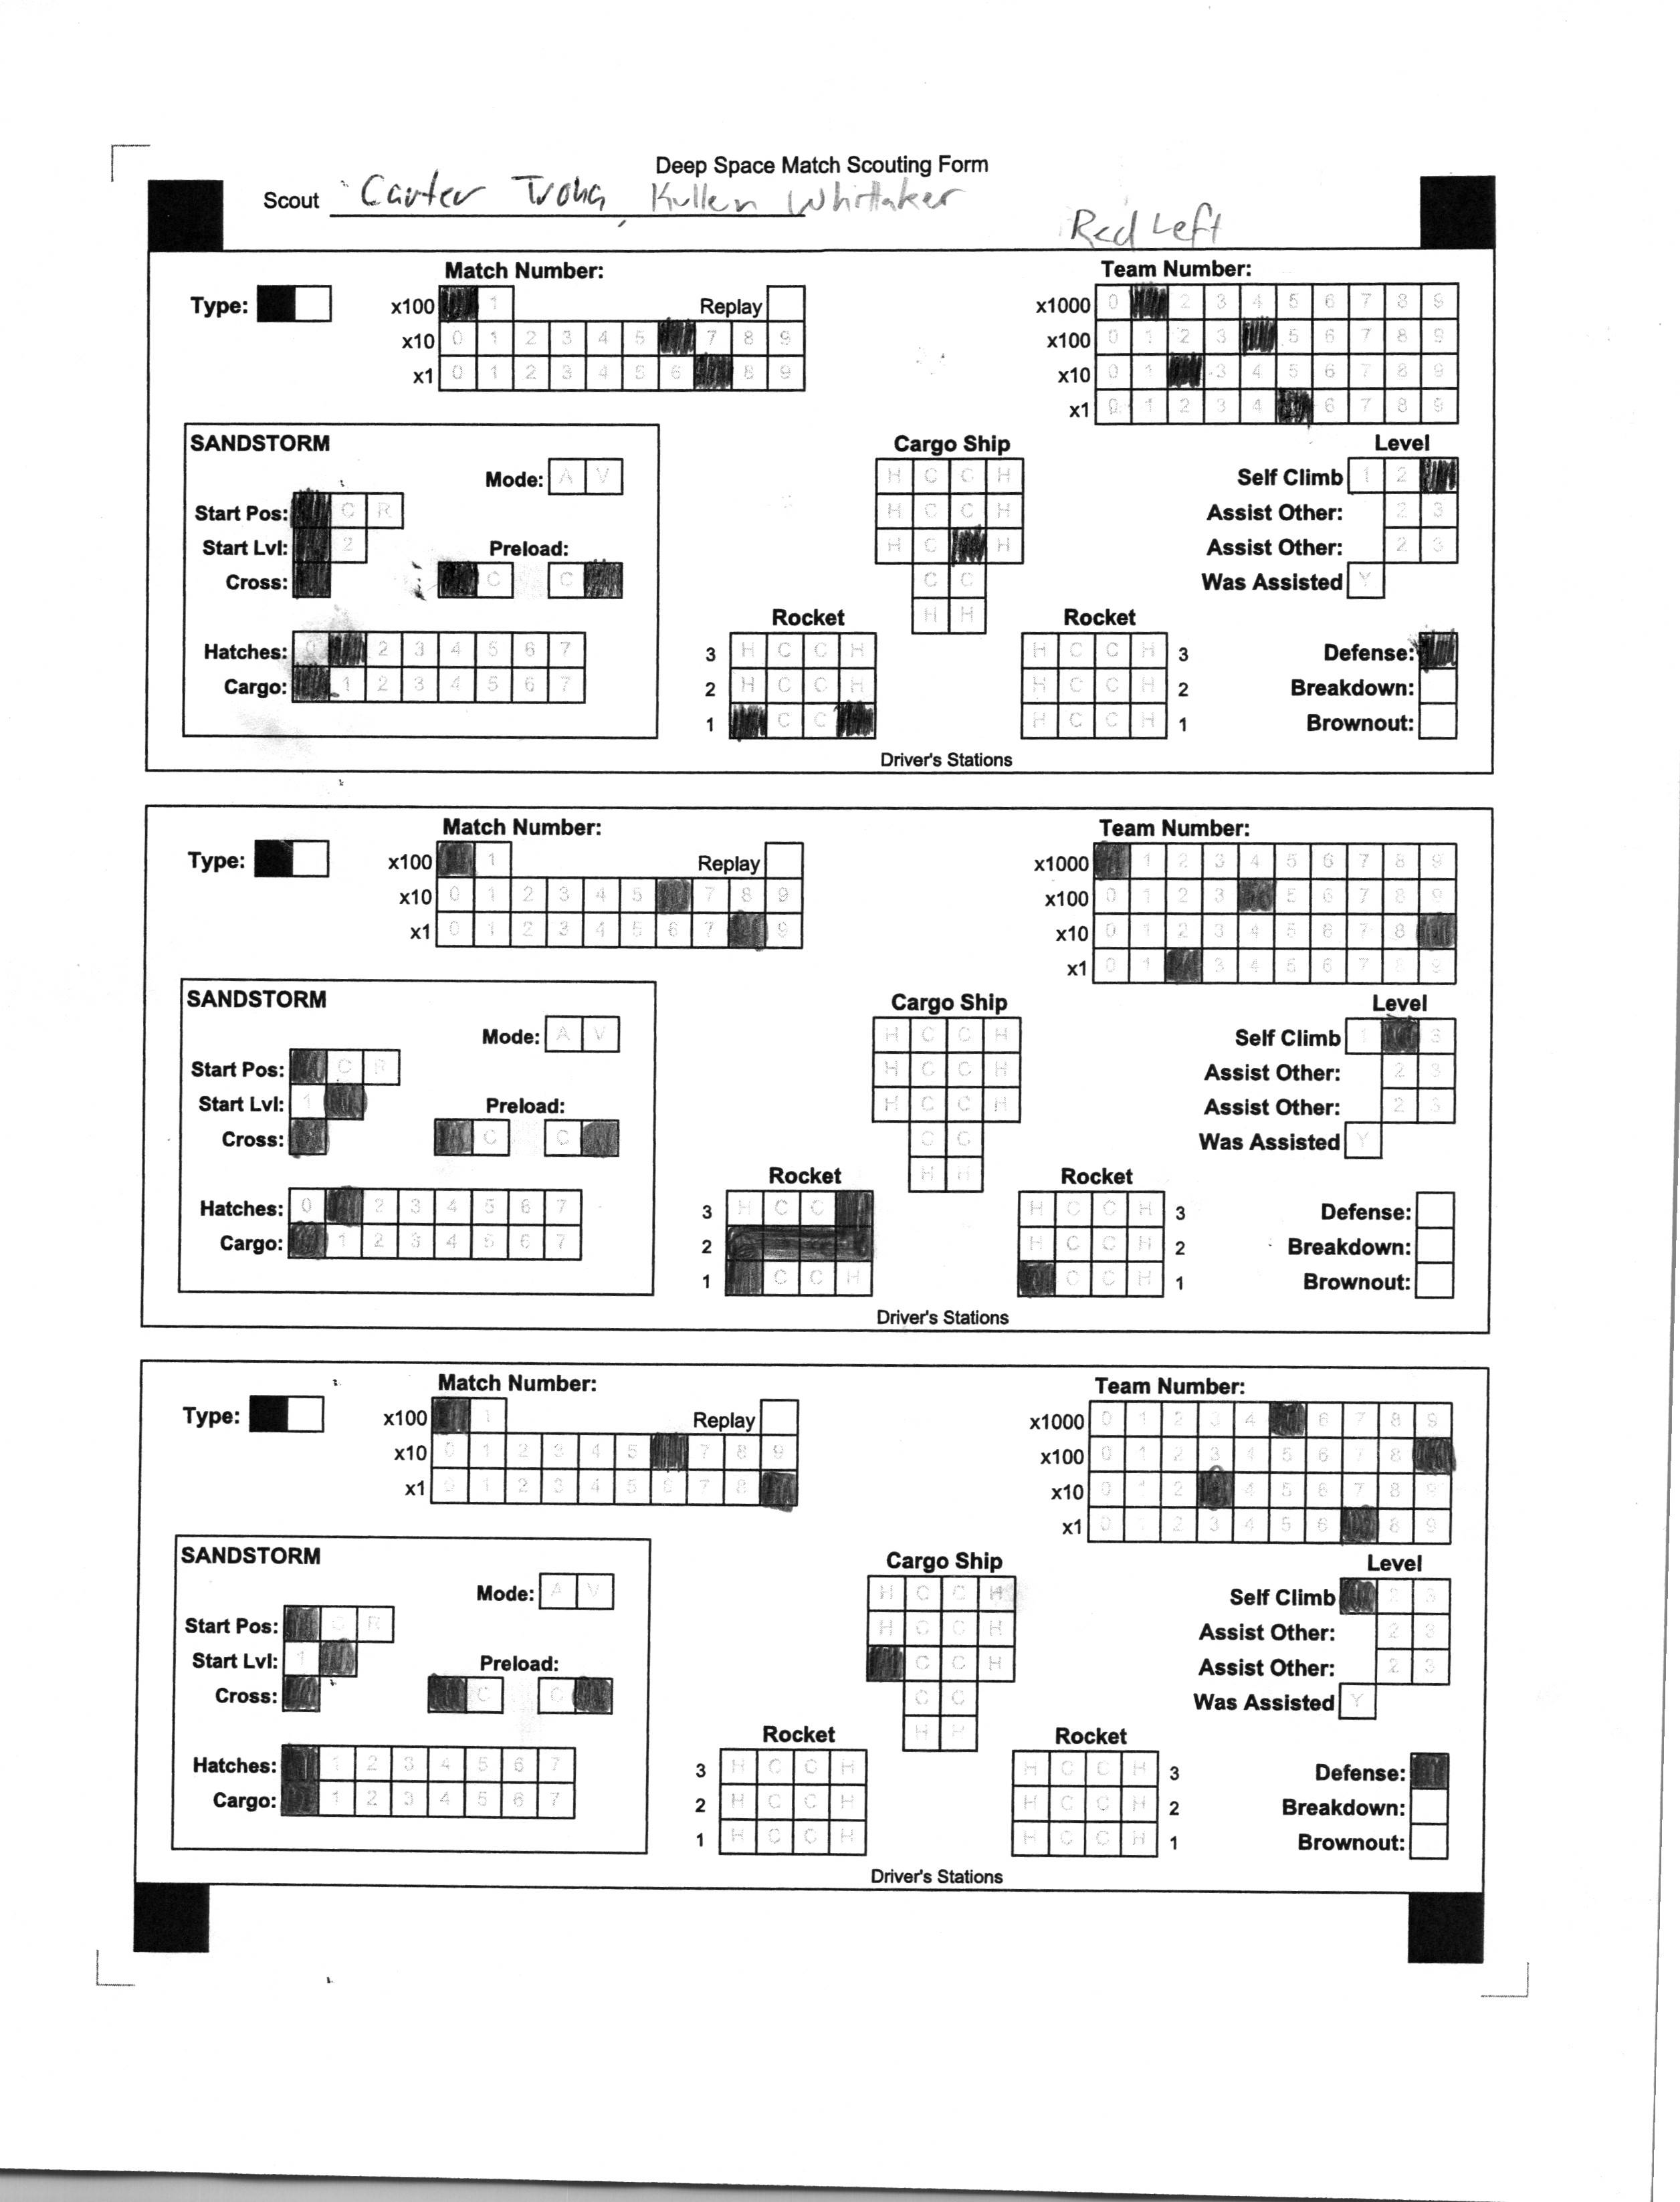 Deep Space Match Scouting Form
Scout Carter Troha, Kullen Whittaker
Red Left
Match Number: Team Number:
Type: x100 1 Replay x1000 0 2 3 4 5 6 7 8 9
x10 0 1 2 3 4 5 7 8 9 x100 0 1 2 3 5 6 7 8 9
x1 0 1 2 3 4 5 6 8 9 x10 0 1 3 4 5 6 7 8 9
x1 0 1 2 3 4 6 7 8 9
SANDSTORM Cargo Ship Level
Mode: A V H C C H Self Climb 1 2
Start Pos: C R H C C H Assist Other: 2 3
Start Lvl: 2 Preload: H C H Assist Other: 2 3
Cross: C C C C Was Assisted Y
H H
Rocket Rocket
Hatches: 0 2 3 4 5 6 7 3 H C C H H C C H 3 Defense:
Cargo: 1 2 3 4 5 6 7 2 H C C H H C C H 2 Breakdown:
1 C C H C C H 1 Brownout:
Driver's Stations
Match Number: Team Number:
Type: x100 1 Replay x1000 1 2 3 4 5 6 7 8 9
x10 0 1 2 3 4 5 7 8 9 x100 0 1 2 3 5 6 7 8 9
x1 0 1 2 3 4 5 6 7 9 x10 0 1 2 3 4 5 6 7 8
x1 0 1 3 4 5 6 7 8 9
SANDSTORM Cargo Ship Level
Mode: A V H C C H Self Climb 1 3
Start Pos: C R H C C H Assist Other: 2 3
Start Lvl: 1 Preload: H C C H Assist Other: 2 3
Cross: C C C C Was Assisted Y
H H
Rocket Rocket
Hatches: 0 2 3 4 5 6 7 3 H C C H C C H 3 Defense:
Cargo: 1 2 3 4 5 6 7 2 H C C H 2 Breakdown:
1 C C H C C H 1 Brownout:
Driver's Stations
Match Number: Team Number:
Type: x100 1 Replay x1000 0 1 2 3 4 6 7 8 9
x10 0 1 2 3 4 5 7 8 9 x100 0 1 2 3 4 5 6 7 8
x1 0 1 2 3 4 5 6 7 8 x10 0 1 2 4 5 6 7 8 9
x1 0 1 2 3 4 5 6 8 9
SANDSTORM Cargo Ship Level
Mode: A V H C C H Self Climb 2 3
Start Pos: C R H C C H Assist Other: 2 3
Start Lvl: 1 Preload: C C H Assist Other: 2 3
Cross: C C C C Was Assisted Y
H H
Rocket Rocket
Hatches: 1 2 3 4 5 6 7 3 H C C H H C C H 3 Defense:
Cargo: 1 2 3 4 5 6 7 2 H C C H H C C H 2 Breakdown:
1 H C C H H C C H 1 Brownout:
Driver's Stations